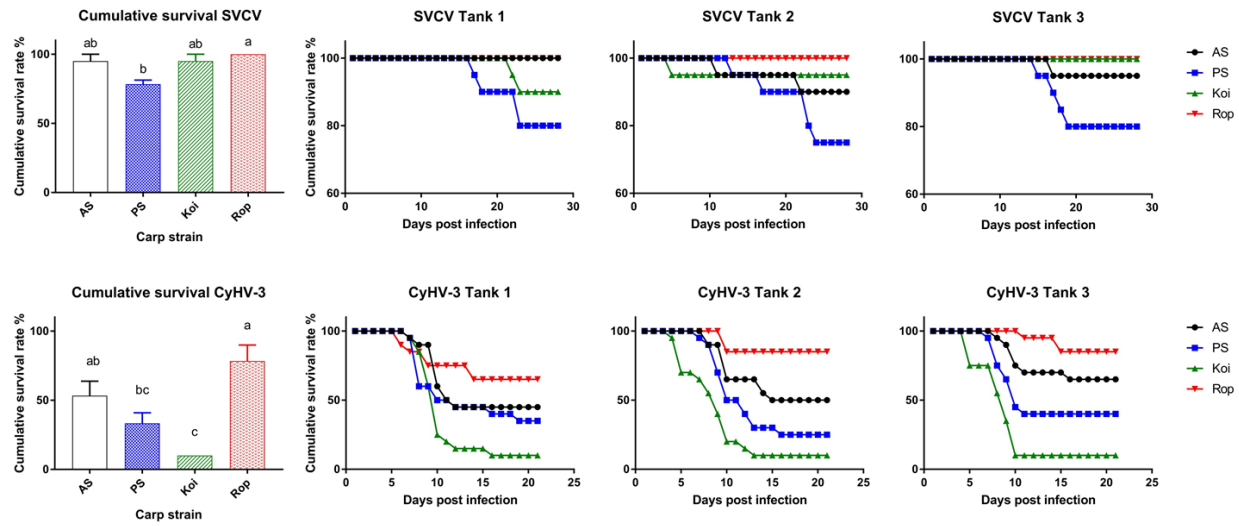 Cumulative survival SVCV
SVCV Tank 1
SVCV Tank 2
SVCV Tank 3
Cumulative survival rate %
ab
b
ab
a
100
50
0
AS
PS
Koi
Rop
Carp strain
Cumulative survival rate %
100
80
60
0
10
20
30
Days post infection
100
80
60
0
10
20
30
Days post infection
100
80
60
0
10
20
30
Days post infection
AS
PS
Koi
Rop
Cumulative survival CyHV-3
CyHV-3 Tank 1
CyHV-3 Tank 2
CyHV-3 Tank 3
Cumulative survival rate %
ab
bc
c
a
100
50
0
AS
PS
Koi
Rop
Carp strain
Cumulative survival rate %
100
50
0
0
5
10
15
20
25
Days post infection
100
50
0
0
5
10
15
20
25
Days post infection
100
50
0
0
5
10
15
20
25
Days post infection
AS
PS
Koi
Rop